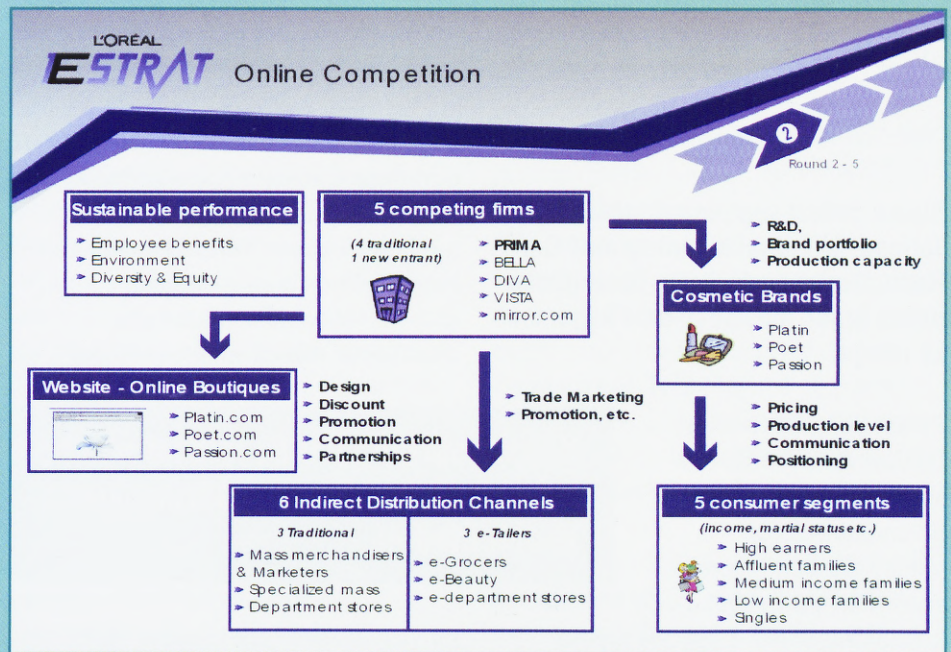 L'ORÉAL
ESTRAT Online Competition
2
Round 2 - 5
Sustainable performance
Employee benefits
Environment
Diversity & Equity
5 competing firms
(4 traditional
1 new entrant)
PRIMA
BELLA
DIVA
VISTA
mirror.com
R&D,
Brand portfolio
Production capacity
Cosmetic Brands
Platin
Poet
Passion
Website - Online Boutiques
Platin.com
Poet.com
Passion.com
Design
Discount
Promotion
Communication
Partnerships
Trade Marketing
Promotion, etc.
Pricing
Production level
Communication
Positioning
6 Indirect Distribution Channels
3 Traditional
Mass merchandisers
& Marketers
Specialized mass
Department stores
3 e-Tailers
e-Grocers
e-Beauty
e-department stores
5 consumer segments
(income, martial status etc.)
High earners
Affluent families
Medium income families
Low income families
Singles